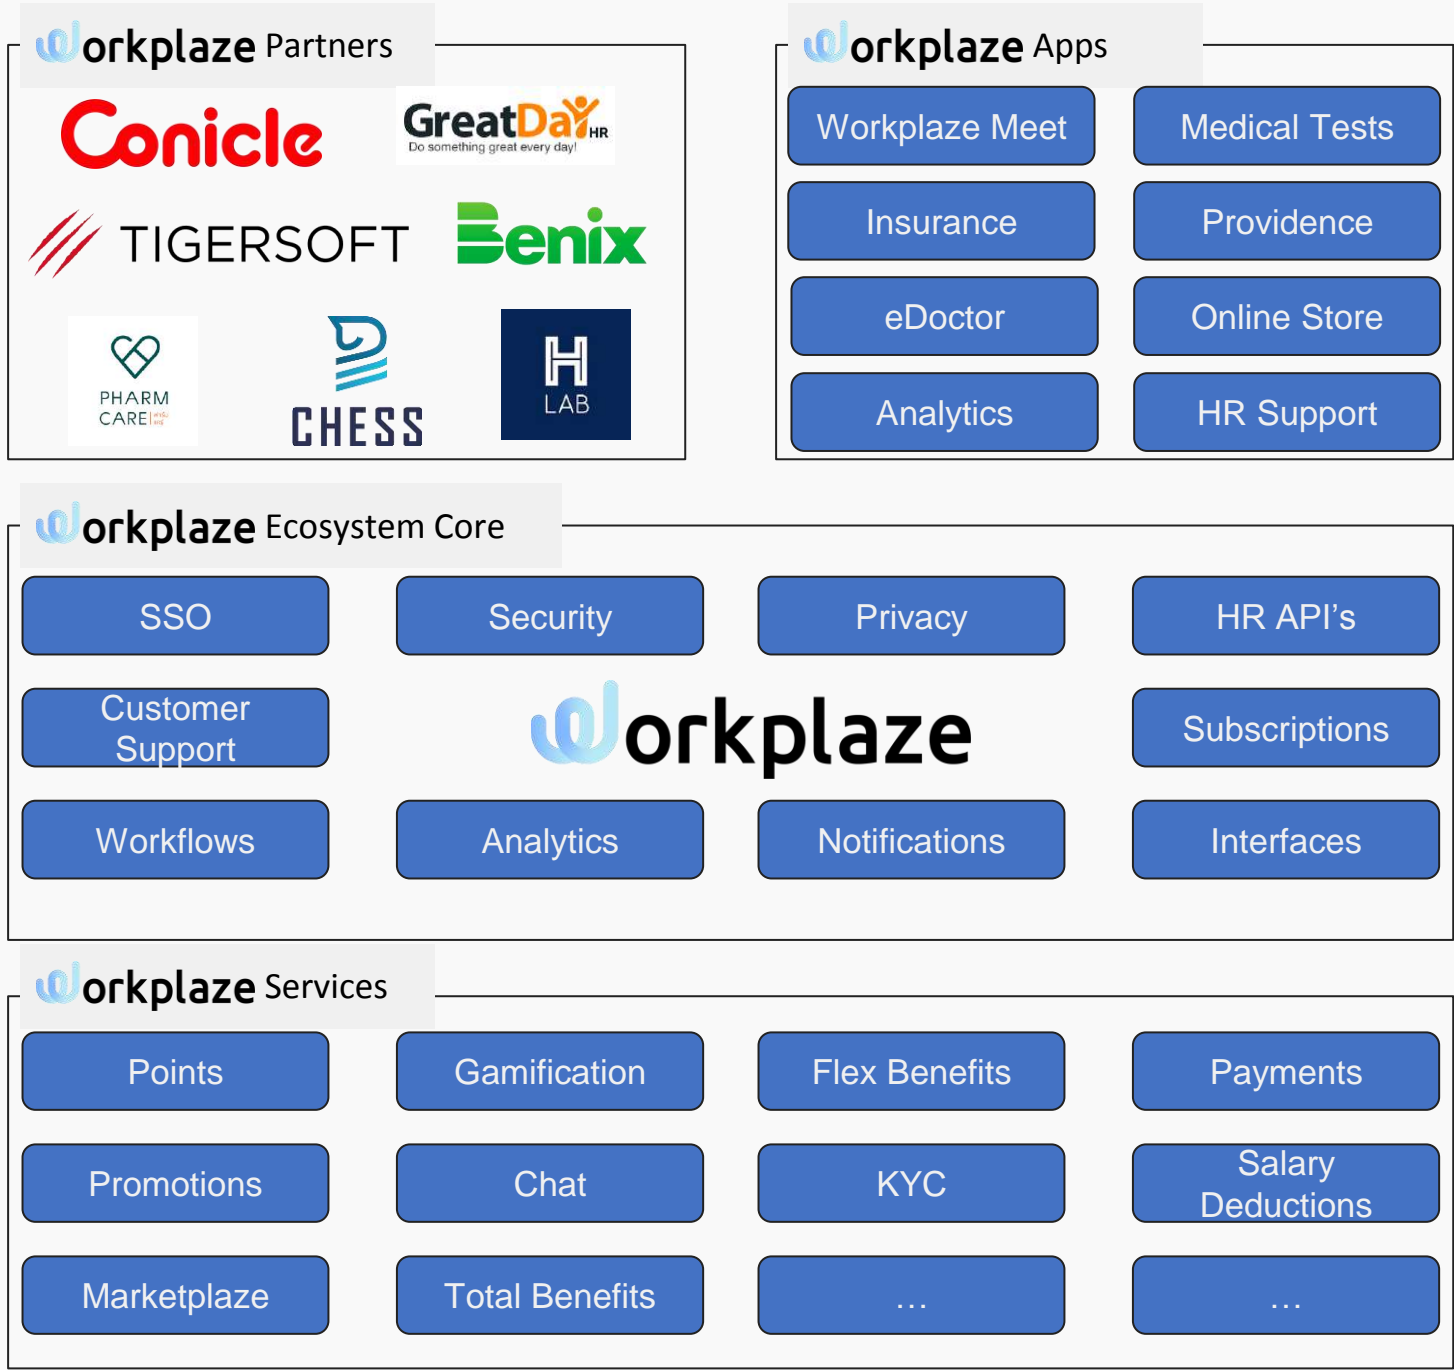 Workplaze Partners
Conicle
GreatDay HR
Do something great every day!
TIGERSOFT
Benix
PHARM
CARE
CHESS
H
LAB
Workplaze Apps
Workplaze Meet
Medical Tests
Insurance
Providence
eDoctor
Online Store
Analytics
HR Support
Workplaze Ecosystem Core
SSO
Security
Privacy
HR API’s
Customer
Support
Workplaze
Subscriptions
Workflows
Analytics
Notifications
Interfaces
Workplaze Services
Points
Gamification
Flex Benefits
Payments
Promotions
Chat
KYC
Salary
Deductions
Marketplaze
Total Benefits
…
…